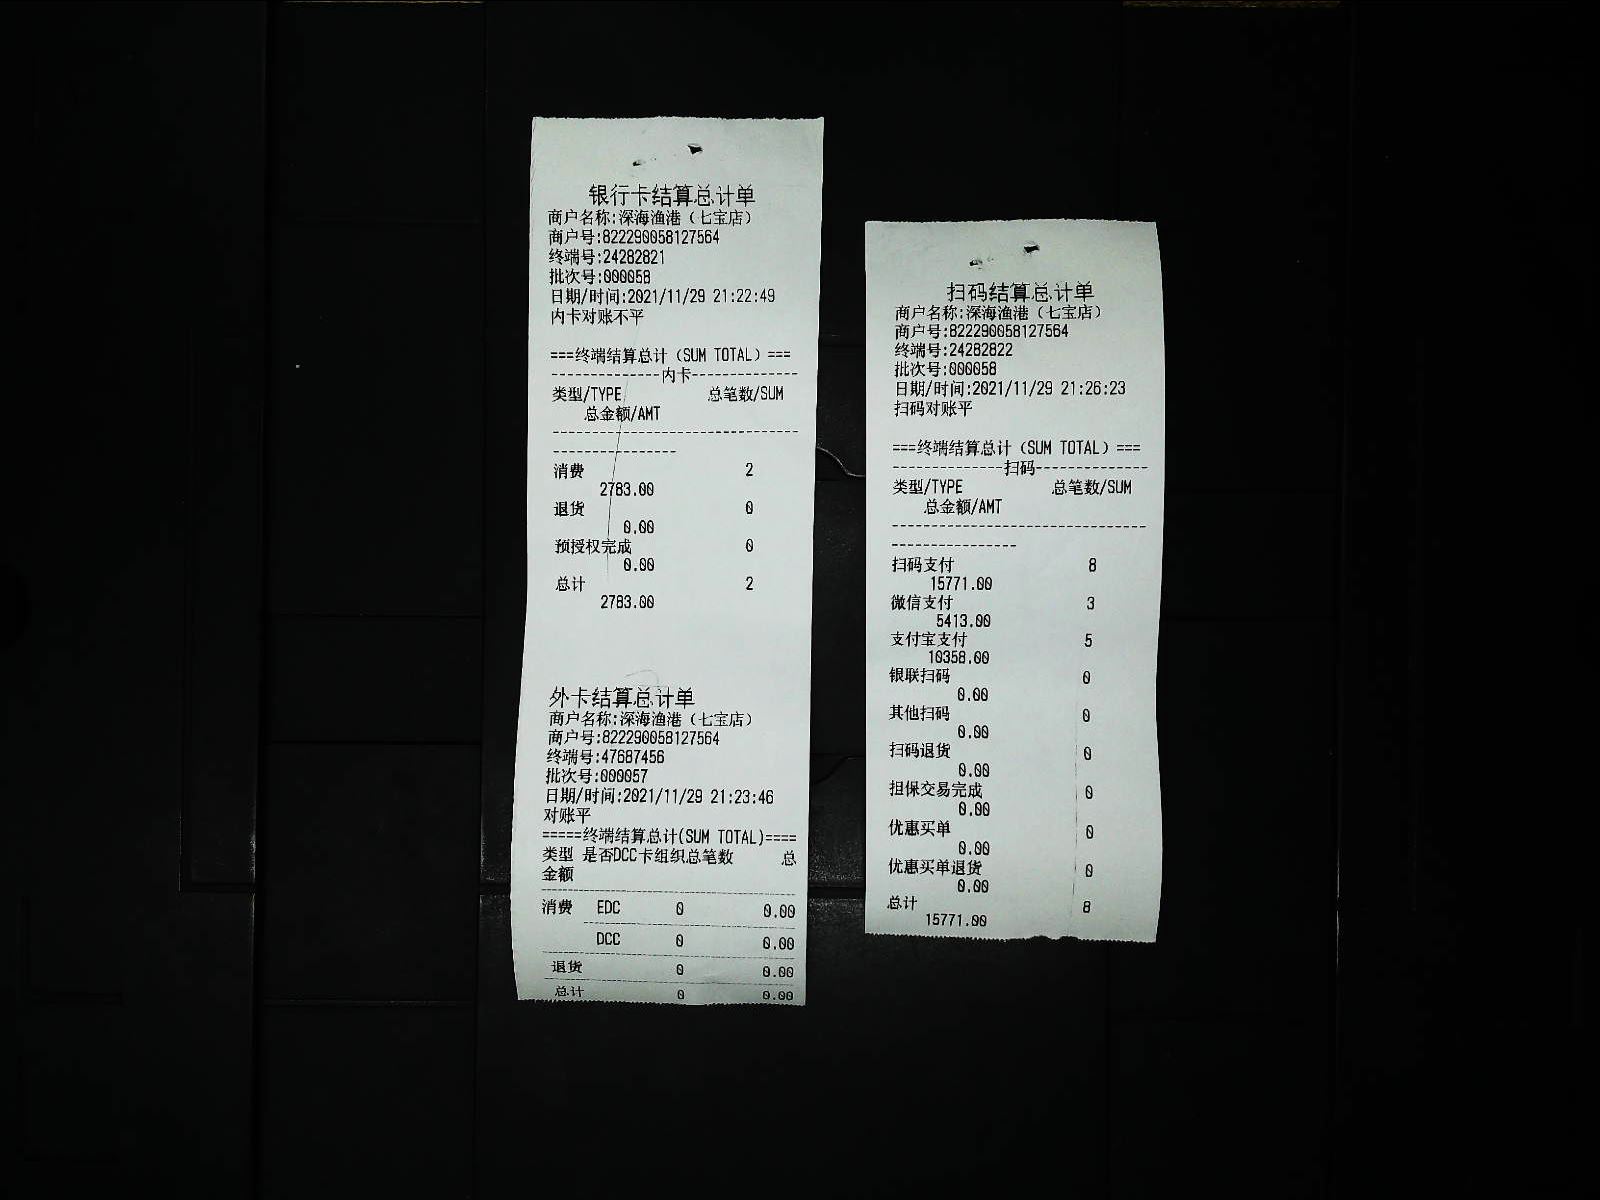 银行卡结算总计单
商户名称:深海渔港（七宝店）
商户号:822290058127564
终端号:24282821
批次号:000058
日期/时间:2021/11/29 21:22:49
内卡对账不平
===终端结算总计（SUM TOTAL）===
--------------内卡--------------
类型/TYPE 总笔数/SUM
总金额/AMT
--------------------------------
----------------
消费 2
2783.00
退货 0
0.00
预授权完成 0
0.00
总计 2
2783.00
外卡结算总计单
商户名称:深海渔港（七宝店）
商户号:822290058127564
终端号:47687456
批次号:000057
日期/时间:2021/11/29 21:23:46
对账平
=====终端结算总计(SUM TOTAL)====
类型 是否DCC卡组织总笔数 总
金额
消费 EDC 0 0.00
DCC 0 0.00
退货 0 0.00
总计 0 0.00
扫码结算总计单
商户名称:深海渔港（七宝店）
商户号:822290058127564
终端号:24282822
批次号:000058
日期/时间:2021/11/29 21:26:23
扫码对账平
===终端结算总计（SUM TOTAL）===
--------------扫码--------------
类型/TYPE 总笔数/SUM
总金额/AMT
--------------------------------
----------------
扫码支付 8
15771.00
微信支付 3
5413.00
支付宝支付 5
10358.00
银联扫码 0
0.00
其他扫码 0
0.00
扫码退货 0
0.00
担保交易完成 0
0.00
优惠买单 0
0.00
优惠买单退货 0
0.00
总计 8
15771.00